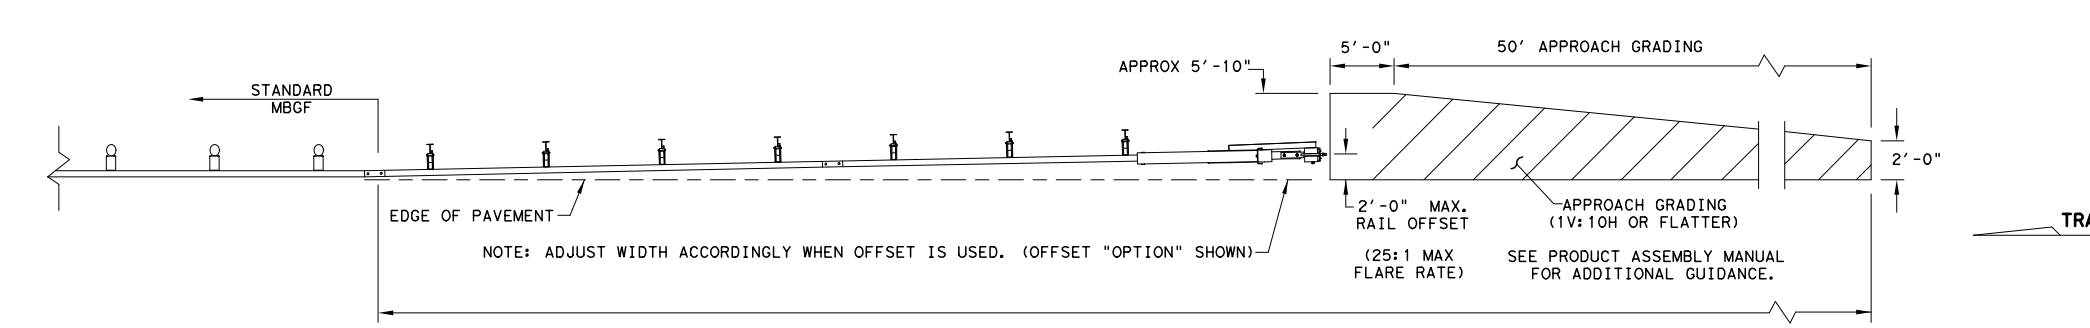 5'-0"
50' APPROACH GRADING
APPROX 5'-10"
STANDARD
MBGF
2'-0"
EDGE OF PAVEMENT
2'-0" MAX.
RAIL OFFSET
(25:1 MAX
FLARE RATE)
APPROACH GRADING
(1V:10H OR FLATTER)
NOTE: ADJUST WIDTH ACCORDINGLY WHEN OFFSET IS USED. (OFFSET "OPTION" SHOWN)
SEE PRODUCT ASSEMBLY MANUAL
FOR ADDITIONAL GUIDANCE.